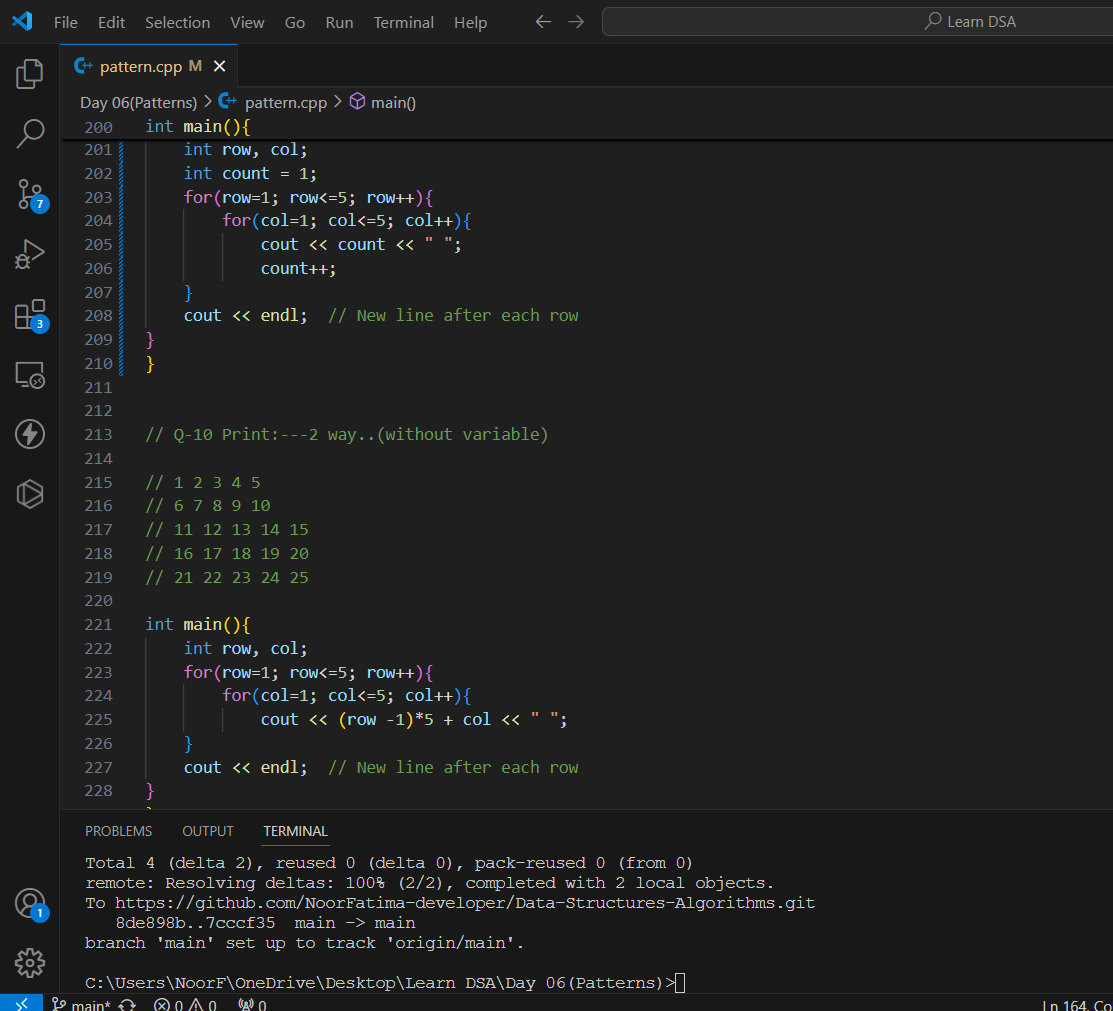 File Edit Selection View Go Run Terminal Help Learn DSA
pattern.cpp M
Day 06(Patterns) > pattern.cpp > main()
200 int main(){
201     int row, col;
202     int count = 1;
203     for(row=1; row<=5; row++){
204         for(col=1; col<=5; col++){
205             cout << count << " ";
206             count++;
207     }
208     cout << endl;  // New line after each row
209 }
210 }
211
212
213 // Q-10 Print:---2 way..(without variable)
214
215 // 1 2 3 4 5
216 // 6 7 8 9 10
217 // 11 12 13 14 15
218 // 16 17 18 19 20
219 // 21 22 23 24 25
220
221 int main(){
222     int row, col;
223     for(row=1; row<=5; row++){
224         for(col=1; col<=5; col++){
225             cout << (row -1)*5 + col << " ";
226     }
227     cout << endl;  // New line after each row
228 }
7
3
PROBLEMS OUTPUT TERMINAL
Total 4 (delta 2), reused 0 (delta 0), pack-reused 0 (from 0)
remote: Resolving deltas: 100% (2/2), completed with 2 local objects.
To https://github.com/NoorFatima-developer/Data-Structures-Algorithms.git
   8de898b..7cccf35  main -> main
branch 'main' set up to track 'origin/main'.
C:\Users\NoorF\OneDrive\Desktop\Learn DSA\Day 06(Patterns)>
1
main* 0 0 0 Ln 164, Co